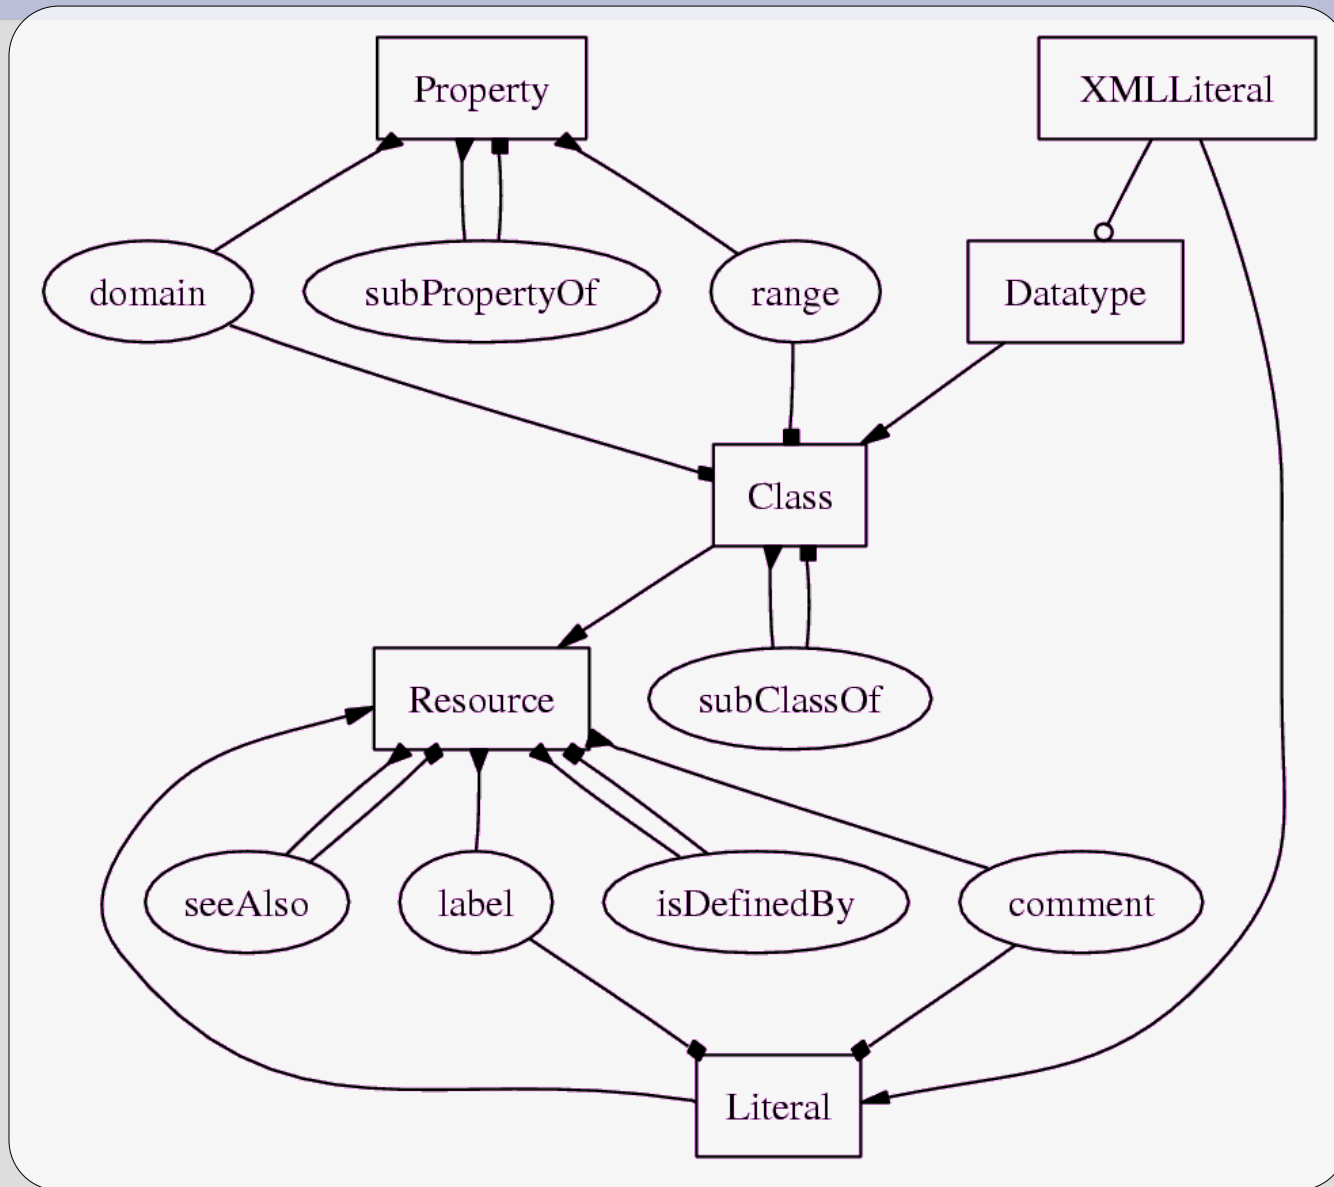 Property
XMLLiteral
domain
subPropertyOf
range
Datatype
Class
Resource
subClassOf
seeAlso
label
isDefinedBy
comment
Literal